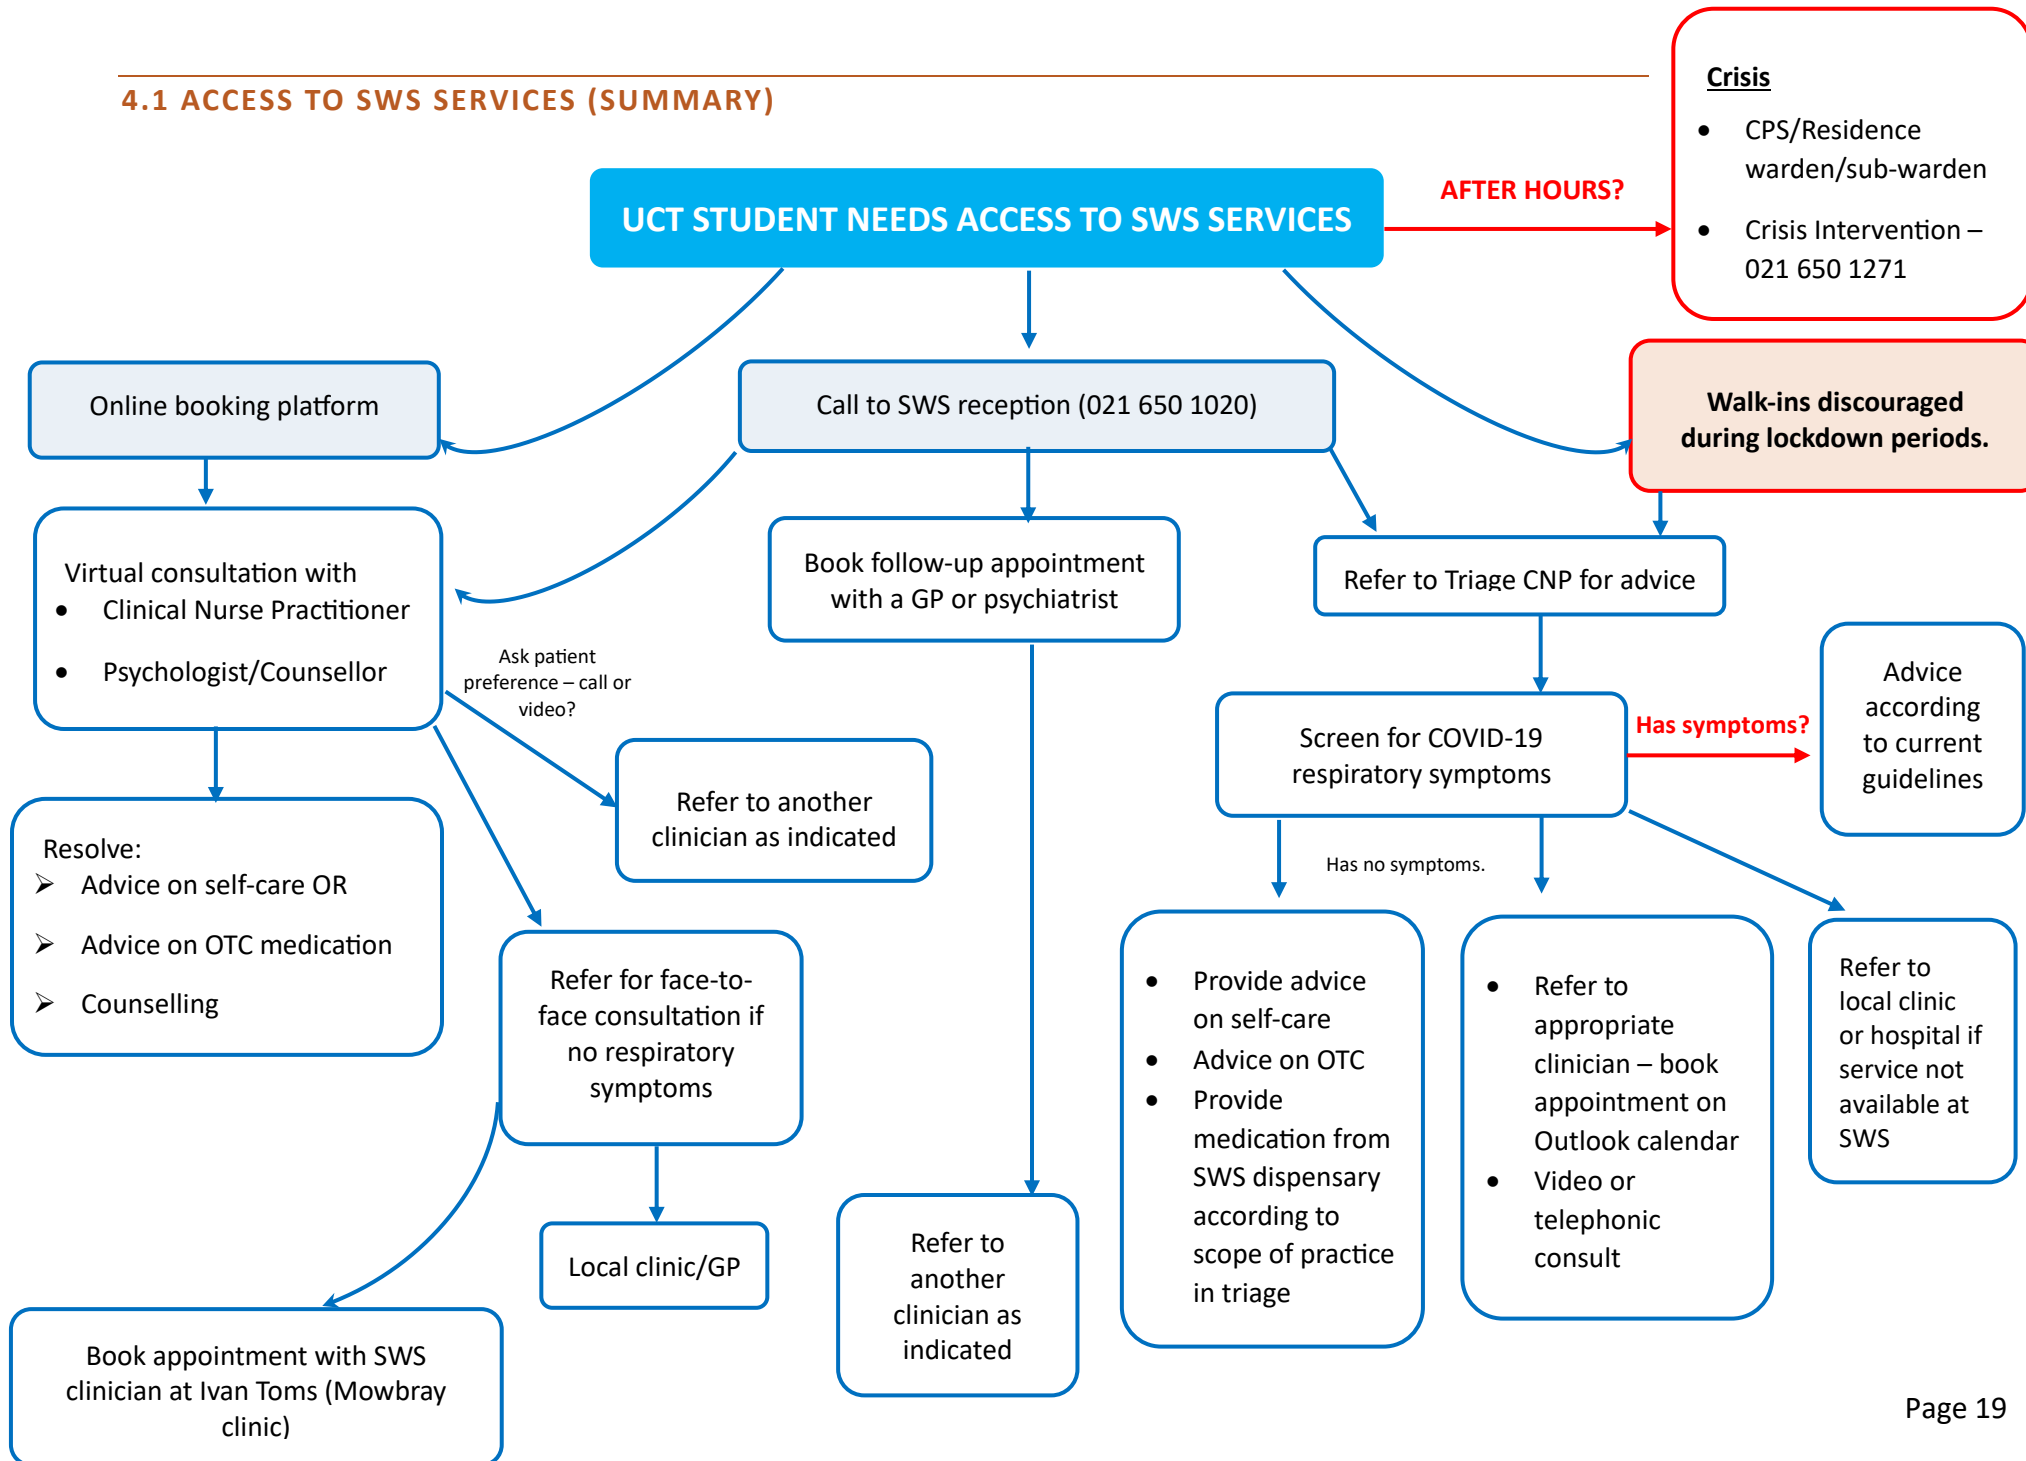 4.1 ACCESS TO SWS SERVICES (SUMMARY)
Crisis
• CPS/Residence
warden/sub-warden
• Crisis Intervention –
021 650 1271
AFTER HOURS?
UCT STUDENT NEEDS ACCESS TO SWS SERVICES
Online booking platform
Call to SWS reception (021 650 1020)
Walk-ins discouraged
during lockdown periods.
Virtual consultation with
• Clinical Nurse Practitioner
• Psychologist/Counsellor
Book follow-up appointment
with a GP or psychiatrist
Refer to Triage CNP for advice
Ask patient
preference – call or
video?
Advice
according
to current
guidelines
Screen for COVID-19
respiratory symptoms
Has symptoms?
Refer to another
clinician as indicated
Resolve:
➢ Advice on self-care OR
➢ Advice on OTC medication
➢ Counselling
Has no symptoms.
Refer for face-to-
face consultation if
no respiratory
symptoms
• Provide advice
on self-care
• Advice on OTC
• Provide
medication from
SWS dispensary
according to
scope of practice
in triage
• Refer to
appropriate
clinician – book
appointment on
Outlook calendar
• Video or
telephonic
consult
Refer to
local clinic
or hospital if
service not
available at
SWS
Local clinic/GP
Refer to
another
clinician as
indicated
Book appointment with SWS
clinician at Ivan Toms (Mowbray
clinic)
Page 19